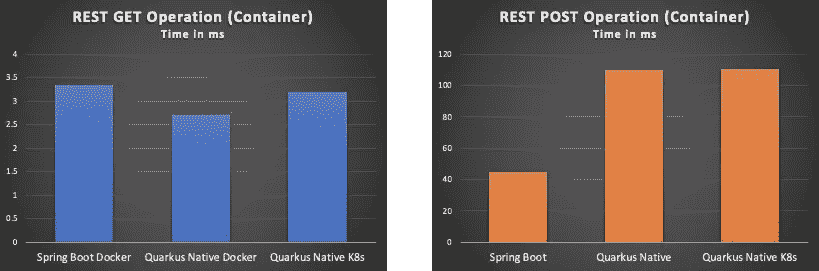 REST GET Operation (Container)
Time in ms
4
3.5
3
2.5
2
1.5
1
0.5
0
Spring Boot Docker
Quarkus Native Docker
Quarkus Native K8s
REST POST Operation (Container)
Time in ms
120
100
80
60
40
20
0
Spring Boot
Quarkus Native
Quarkus Native K8s